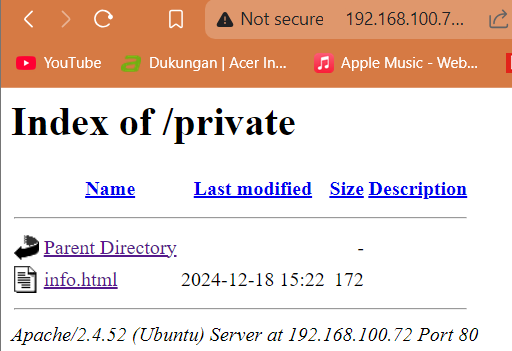 Not secure 192.168.100.7...
YouTube Dukungan | Acer In... Apple Music - Web...
Index of /private
Name Last modified Size Description
Parent Directory -
info.html 2024-12-18 15:22 172
Apache/2.4.52 (Ubuntu) Server at 192.168.100.72 Port 80